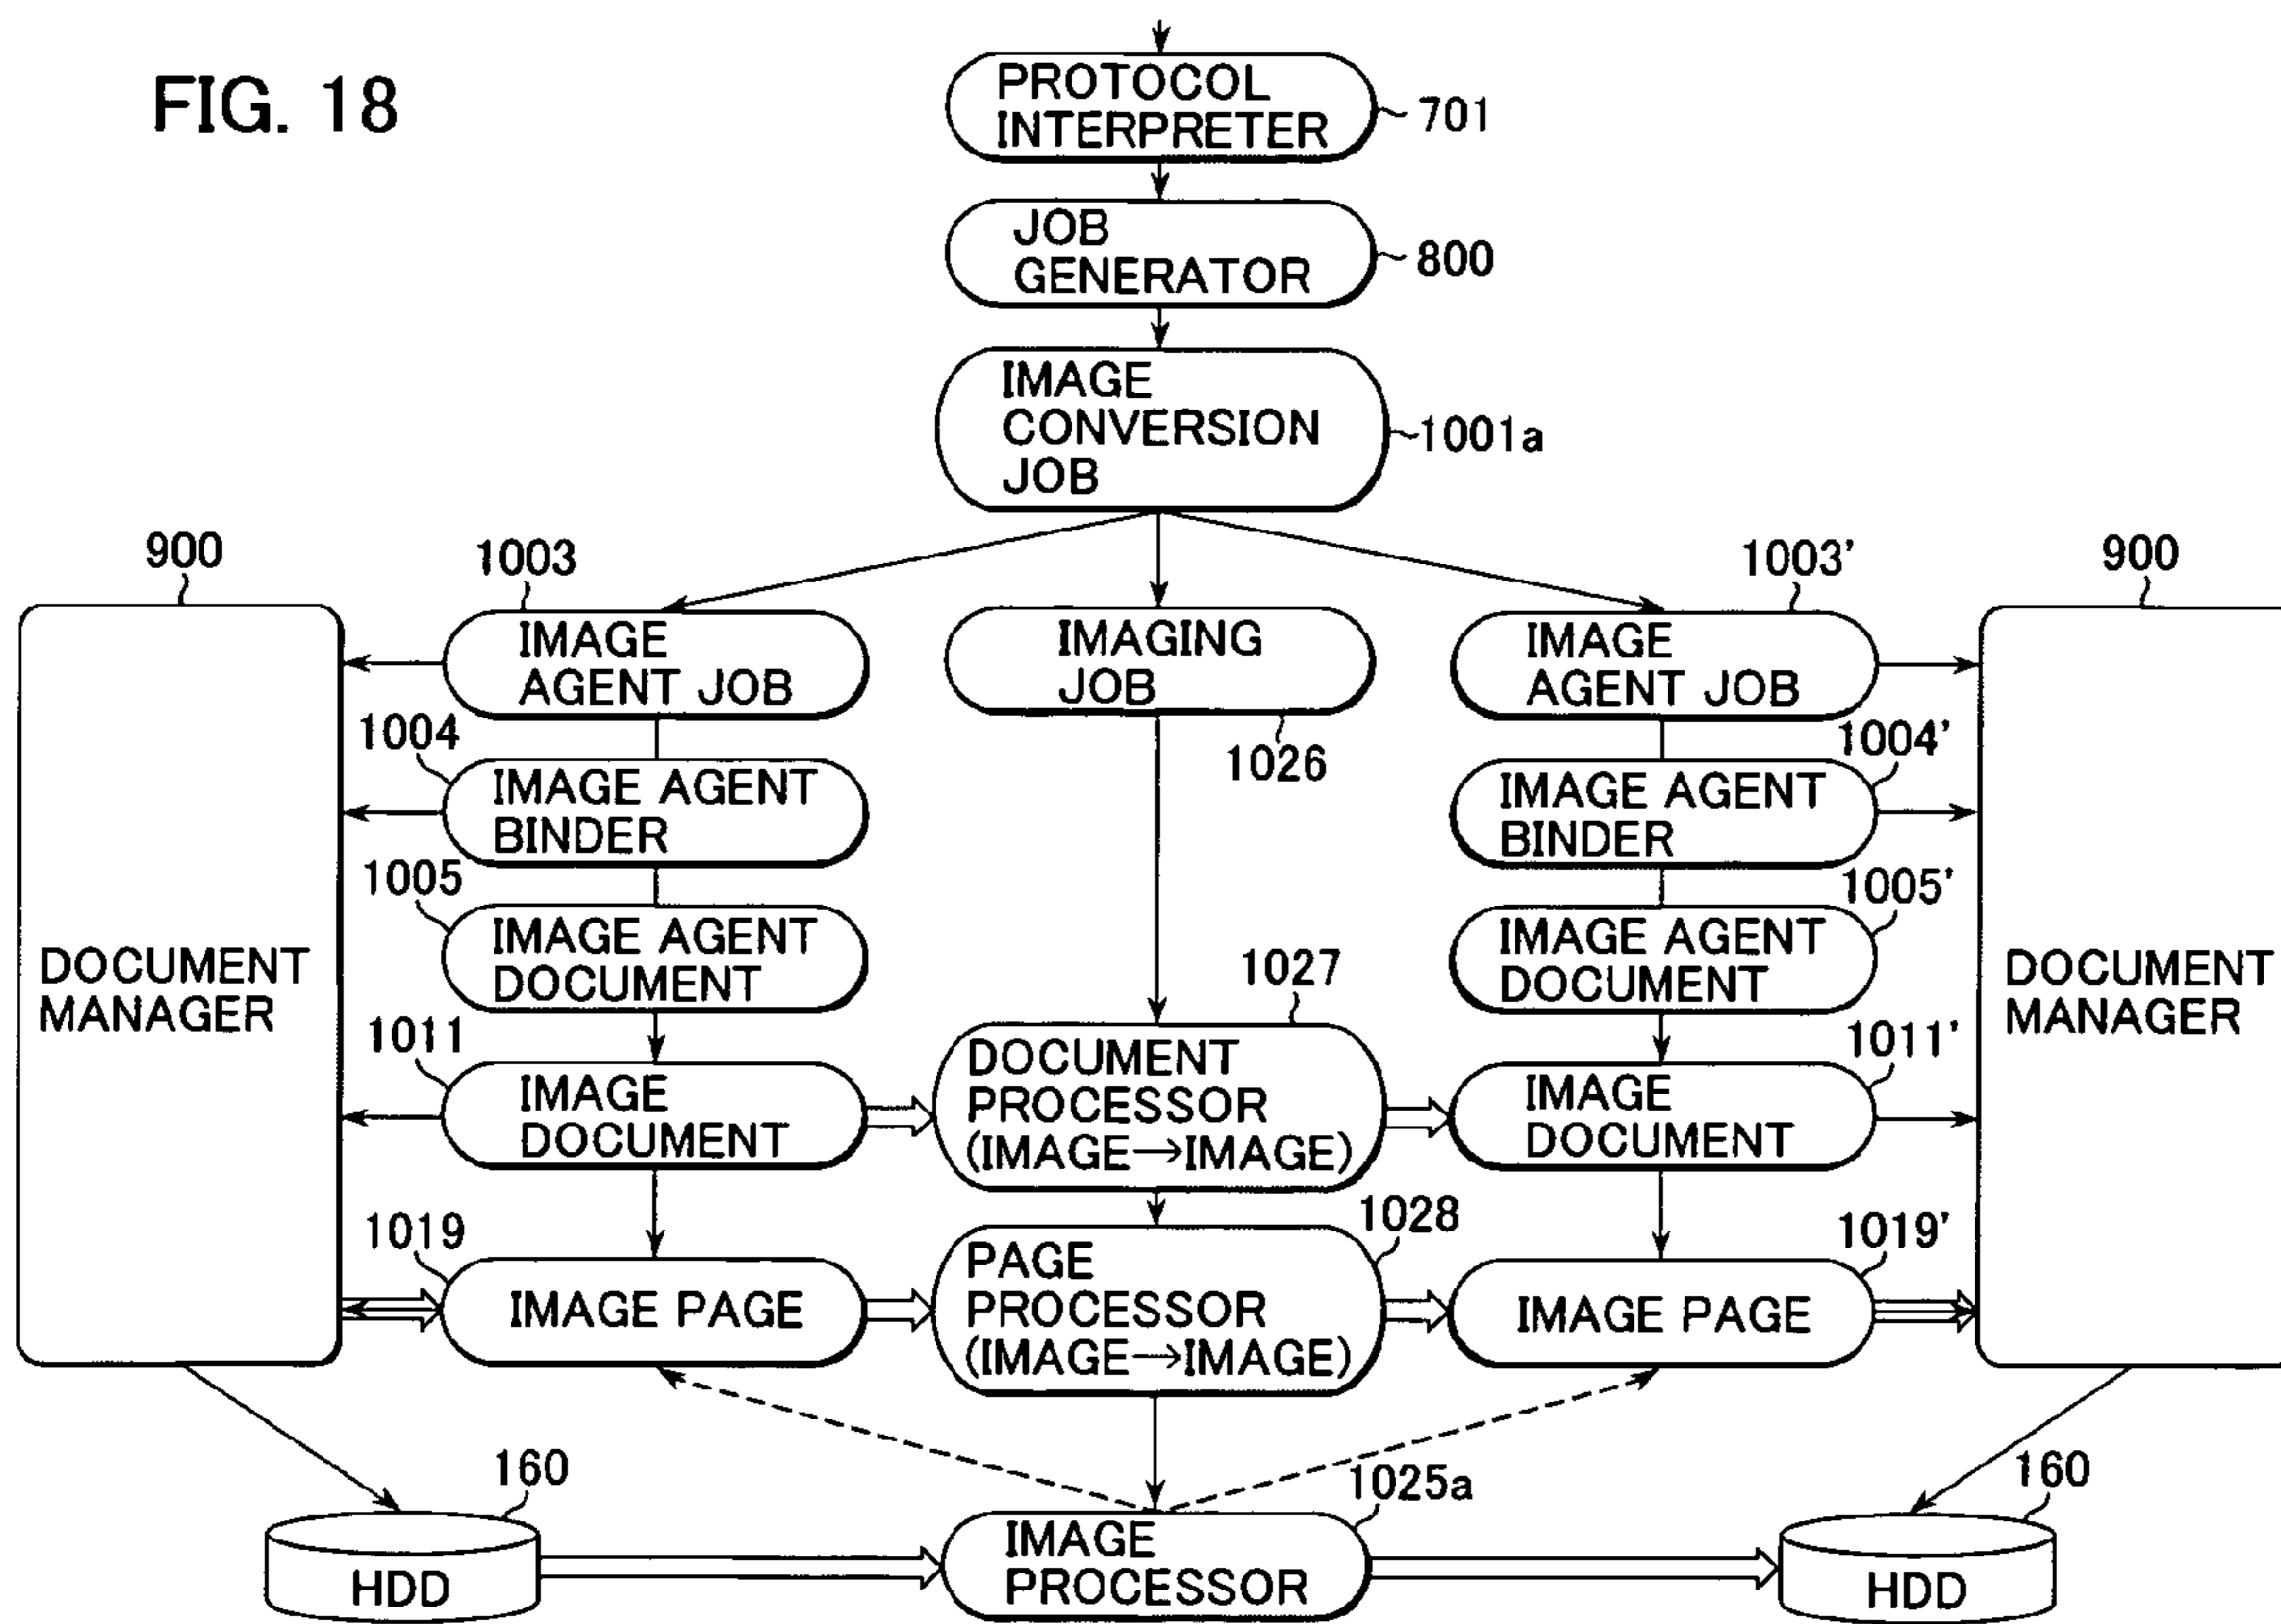 FIG. 18
PROTOCOL
INTERPRETER
701
JOB
GENERATOR
800
IMAGE
CONVERSION
JOB
1001a
900
1003
1003'
900
IMAGE
AGENT JOB
IMAGING
JOB
IMAGE
AGENT JOB
1004
1026
1004'
IMAGE AGENT
BINDER
IMAGE AGENT
BINDER
1005
1005'
DOCUMENT
MANAGER
IMAGE AGENT
DOCUMENT
1027
IMAGE AGENT
DOCUMENT
DOCUMENT
MANAGER
1011
1011'
IMAGE
DOCUMENT
DOCUMENT
PROCESSOR
(IMAGE→IMAGE)
IMAGE
DOCUMENT
1019
1028
1019'
IMAGE PAGE
PAGE
PROCESSOR
(IMAGE→IMAGE)
IMAGE PAGE
160
1025a
160
HDD
IMAGE
PROCESSOR
HDD